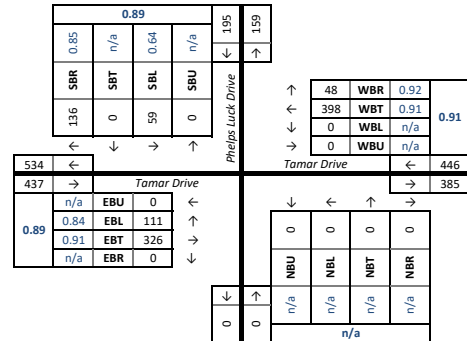 0.89
0.85 n/a 0.64 n/a
SBR SBT SBL SBU
136 0 59 0
← ↓ → ↑
195 159
↓ ↑
Phelps Luck Drive
↑ 48 WBR 0.92
← 398 WBT 0.91
↓ 0 WBL n/a
↑ 0 WBU n/a
0.91
534 ←
437 →
Tamar Drive
Tamar Drive
← 446
→ 385
0.89
n/a EBU 0 ←
0.84 EBL 111 ↑
0.91 EBT 326 →
n/a EBR 0 ↓
↓ ← ↑ →
0 0 0 0
NBU NBL NBT NBR
n/a n/a n/a n/a
n/a
↓ ↑
0 0